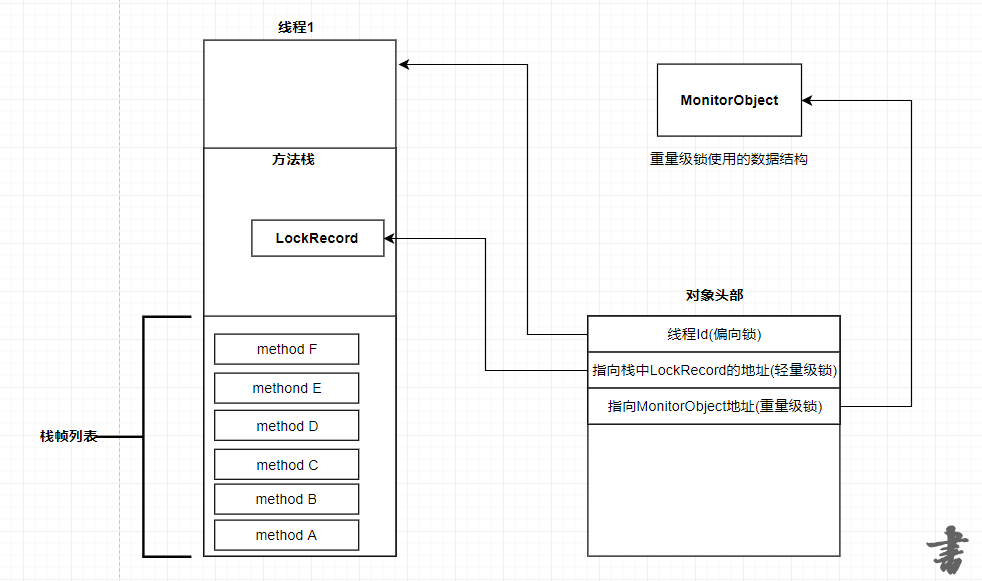 线程1
方法栈
LockRecord
栈帧列表
method F
methond E
method D
method C
method B
method A
MonitorObject
重量级锁使用的数据结构
对象头部
线程Id(偏向锁)
指向栈中LockRecord的地址(轻量级锁)
指向MonitorObject地址(重量级锁)
書